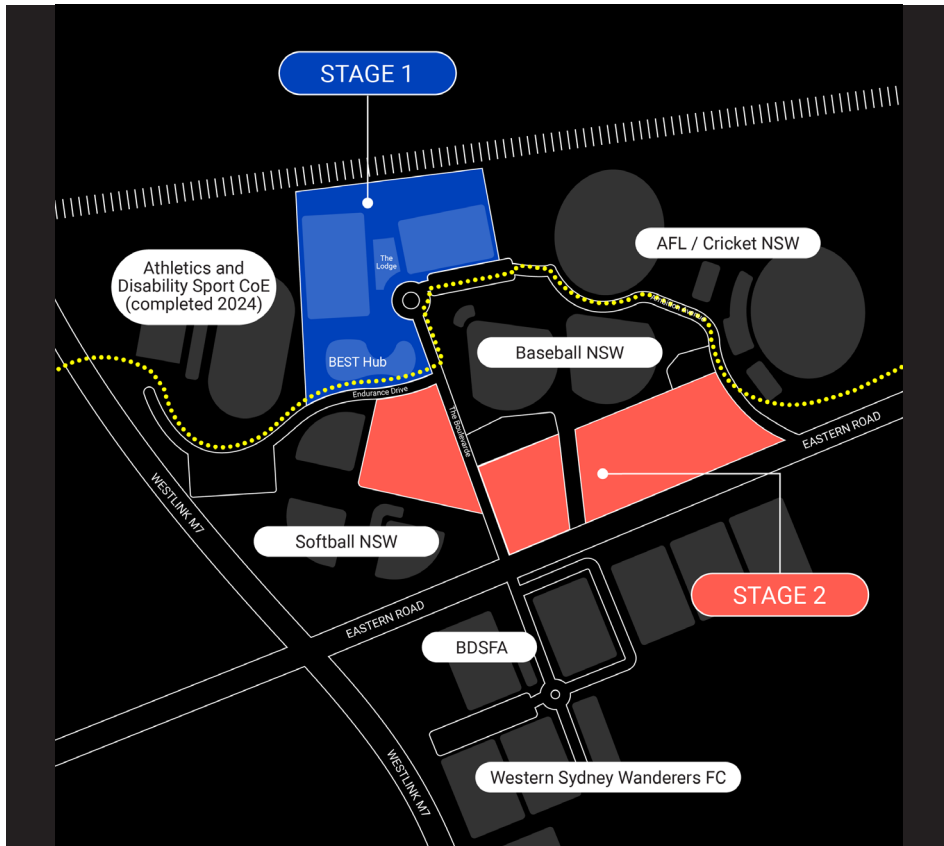 STAGE 1
AFL / Cricket NSW
Athletics and
Disability Sport CoE
(completed 2024)
The
Lodge
BEST Hub
Baseball NSW
Endurance Drive
The Boulevarde
EASTERN ROAD
WESTLINK M7
Softball NSW
STAGE 2
EASTERN ROAD
BDSFA
WESTLINK M7
Western Sydney Wanderers FC